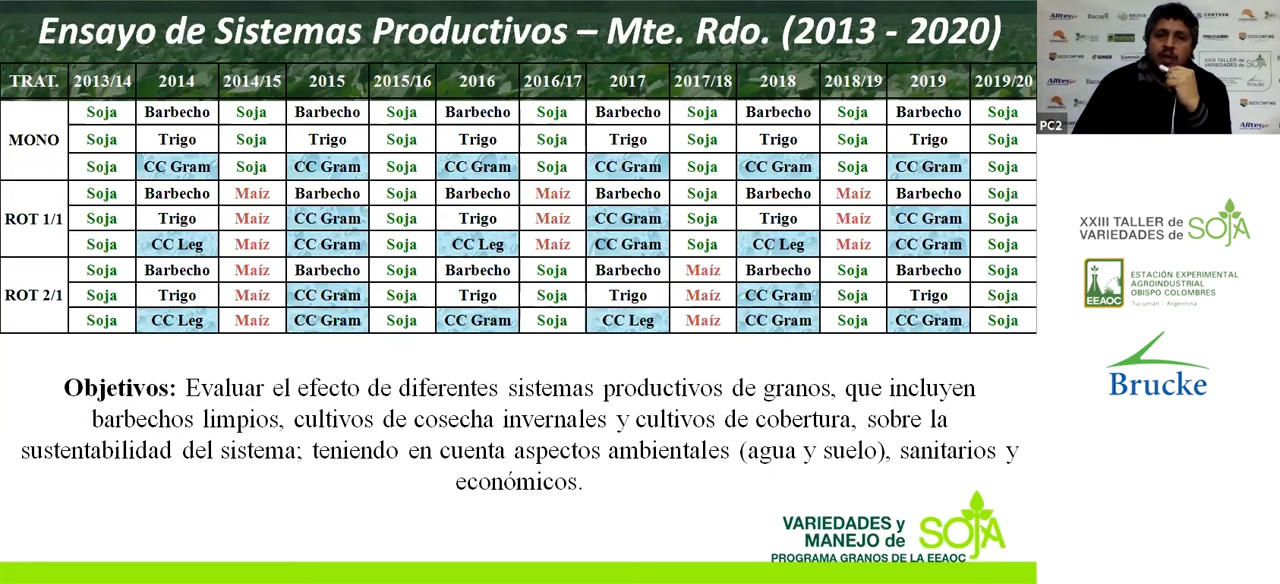 Ensayo de Sistemas Productivos – Mte. Rdo. (2013 - 2020)
TRAT. 2013/14 2014 2014/15 2015 2015/16 2016 2016/17 2017 2017/18 2018 2018/19 2019 2019/20
Soja Barbecho Soja Barbecho Soja Barbecho Soja Barbecho Soja Barbecho Soja Barbecho Soja
MONO Soja Trigo Soja Trigo Soja Trigo Soja Trigo Soja Trigo Soja Trigo Soja
Soja CC Gram Soja CC Gram Soja CC Gram Soja CC Gram Soja CC Gram Soja CC Gram Soja
Soja Barbecho Maíz Barbecho Soja Barbecho Maíz Barbecho Soja Barbecho Maíz Barbecho Soja
ROT 1/1 Soja Trigo Maíz CC Gram Soja Trigo Maíz CC Gram Soja Trigo Maíz CC Gram Soja
Soja CC Leg Maíz CC Gram Soja CC Leg Maíz CC Gram Soja CC Leg Maíz CC Gram Soja
Soja Barbecho Maíz Barbecho Soja Barbecho Soja Barbecho Maíz Barbecho Soja Barbecho Soja
ROT 2/1 Soja Trigo Maíz CC Gram Soja Trigo Soja Trigo Maíz CC Gram Soja Trigo Soja
Soja CC Leg Maíz CC Gram Soja CC Gram Soja CC Leg Maíz CC Gram Soja CC Gram Soja
Objetivos: Evaluar el efecto de diferentes sistemas productivos de granos, que incluyen
barbechos limpios, cultivos de cosecha invernales y cultivos de cobertura, sobre la
sustentabilidad del sistema; teniendo en cuenta aspectos ambientales (agua y suelo), sanitarios y
económicos.
VARIEDADES y
MANEJO de SOJA
PROGRAMA GRANOS DE LA EEAOC
PC2
XXIII TALLER de
VARIEDADES de SOJA
Brucke
Alltec
XXIII TALLER de
VARIEDADES de SOJA
ESTACIÓN EXPERIMENTAL
AGROINDUSTRIAL
OBISPO COLOMBRES
Tucumán | Argentina
EEAOC
Brucke